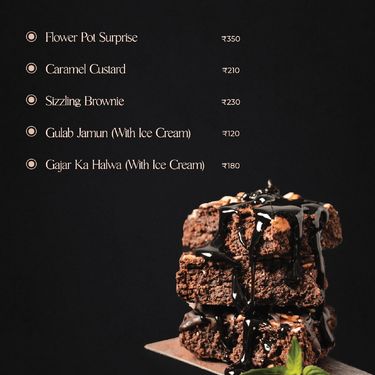 Flower Pot Surprise ₹350
Caramel Custard ₹210
Sizzling Brownie ₹230
Gulab Jamun (With Ice Cream) ₹120
Gajar Ka Halwa (With Ice Cream) ₹180